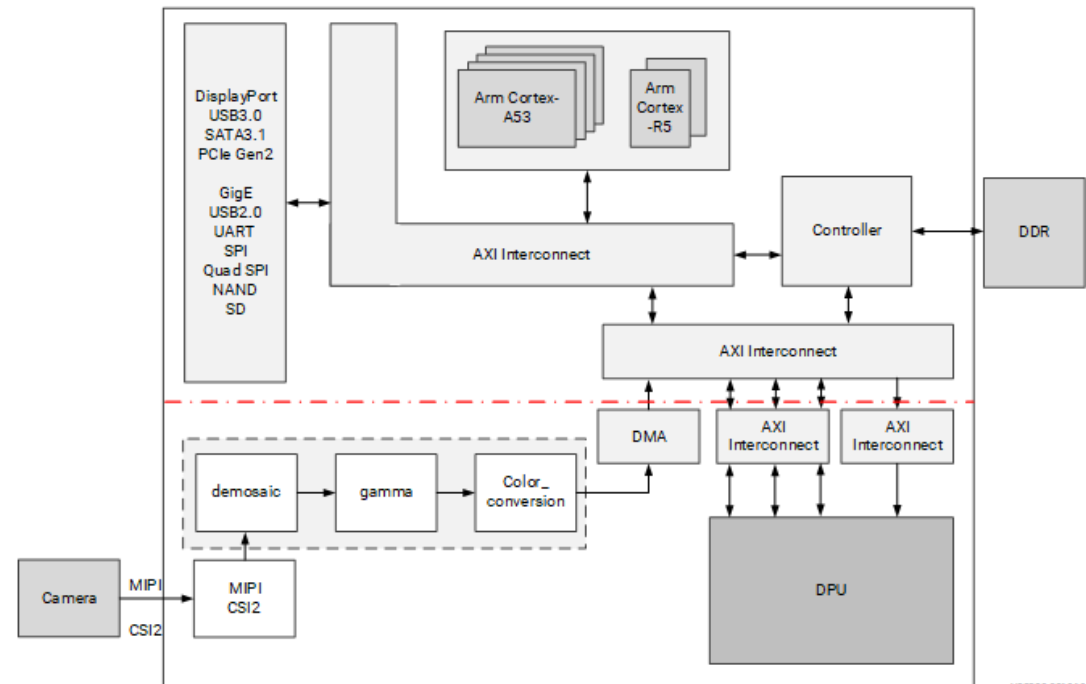 DisplayPort
USB3.0
SATA3.1
PCIe Gen2
GigE
USB2.0
UART
SPI
Quad SPI
NAND
SD
Arm Cortex-
A53
Arm
Cortex
-R5
AXI Interconnect
Controller
DDR
AXI Interconnect
DMA
AXI
Interconnect
AXI
Interconnect
demosaic
gamma
Color_
conversion
DPU
Camera
MIPI
CSI2
MIPI
CSI2